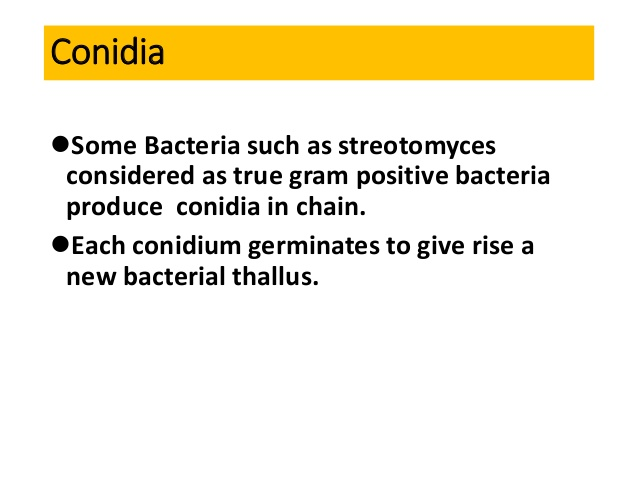 Conidia
●Some Bacteria such as streotomyces
considered as true gram positive bacteria
produce  conidia in chain.
●Each conidium germinates to give rise a
new bacterial thallus.